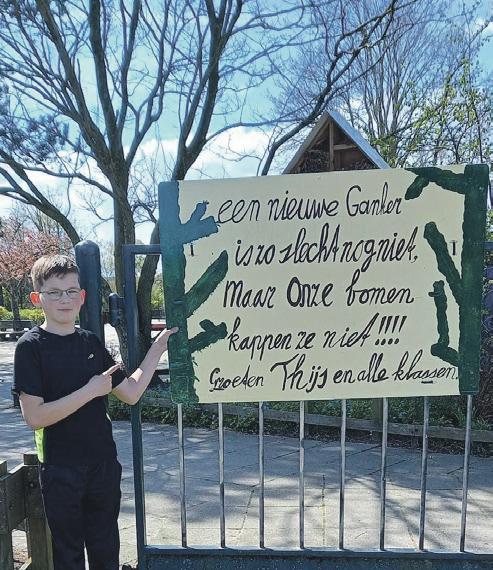 een nieuwe Ganker
is zo slecht nog niet,
Maar Onze bomen
kappen ze niet!!!!
Groeten Thijs en alle klassen.